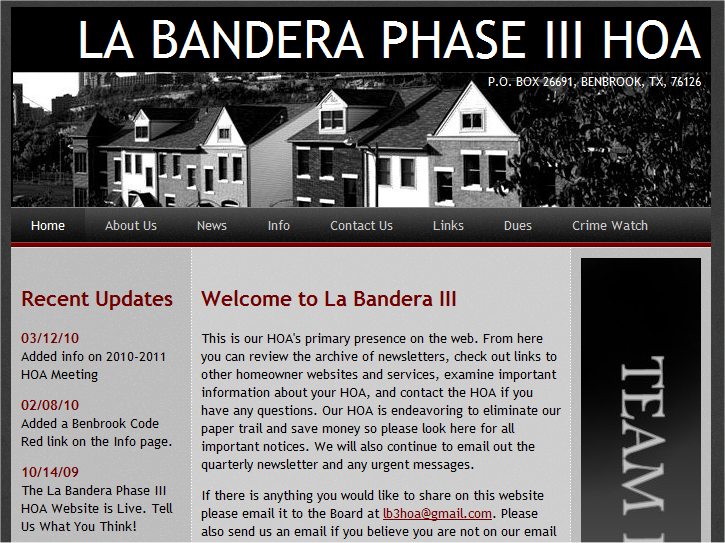 LA BANDERA PHASE III HOA
P.O. BOX 26691, BENBROOK, TX, 76126
Home About Us News Info Contact Us Links Dues Crime Watch
Recent Updates
03/12/10
Added info on 2010-2011
HOA Meeting
02/08/10
Added a Benbrook Code
Red link on the Info page.
10/14/09
The La Bandera Phase III
HOA Website is Live. Tell
Us What You Think!
Welcome to La Bandera III
This is our HOA's primary presence on the web. From here
you can review the archive of newsletters, check out links to
other homeowner websites and services, examine important
information about your HOA, and contact the HOA if you
have any questions. Our HOA is endeavoring to eliminate our
paper trail and save money so please look here for all
important notices. We will also continue to email out the
quarterly newsletter and any urgent messages.
If there is anything you would like to share on this website
please email it to the Board at lb3hoa@gmail.com. Please
also send us an email if you believe you are not on our email
TEAM